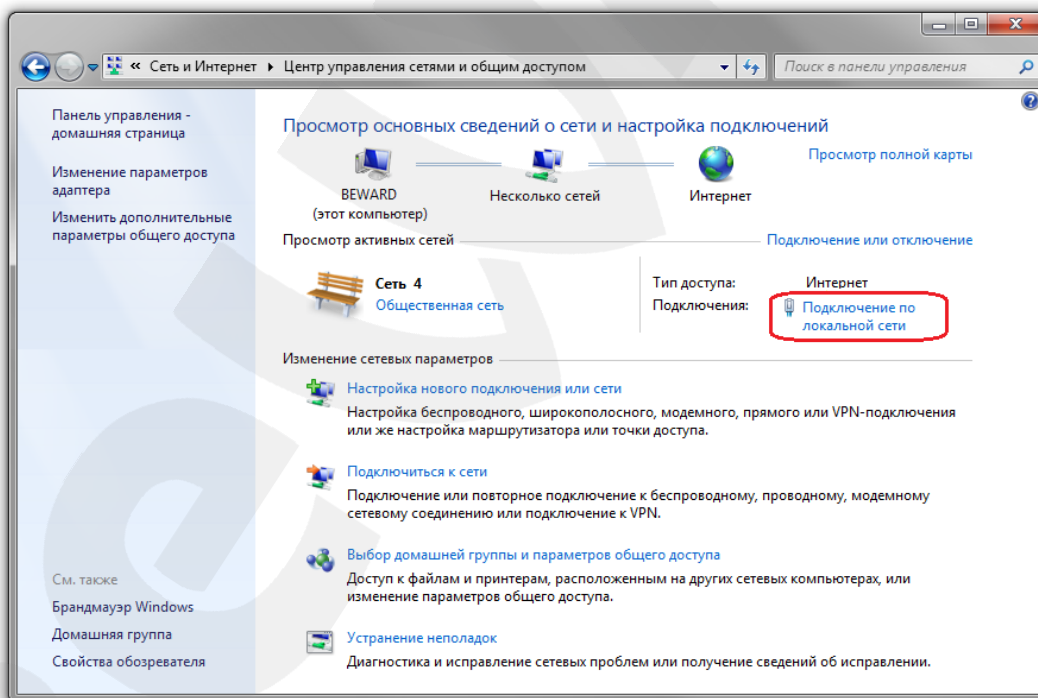 « Сеть и Интернет ▸ Центр управления сетями и общим доступом
Поиск в панели управления
Панель управления -
домашняя страница
Изменение параметров
адаптера
Изменить дополнительные
параметры общего доступа
Просмотр основных сведений о сети и настройка подключений
Просмотр полной карты
BEWARD
(этот компьютер)
Несколько сетей
Интернет
Просмотр активных сетей
Подключение или отключение
Сеть 4
Общественная сеть
Тип доступа: Интернет
Подключения: Подключение по
локальной сети
Изменение сетевых параметров
Настройка нового подключения или сети
Настройка беспроводного, широкополосного, модемного, прямого или VPN-подключения
или же настройка маршрутизатора или точки доступа.
Подключиться к сети
Подключение или повторное подключение к беспроводному, проводному, модемному
сетевому соединению или подключение к VPN.
Выбор домашней группы и параметров общего доступа
Доступ к файлам и принтерам, расположенным на других сетевых компьютерах, или
изменение параметров общего доступа.
Устранение неполадок
Диагностика и исправление сетевых проблем или получение сведений об исправлении.
См. также
Брандмауэр Windows
Домашняя группа
Свойства обозревателя